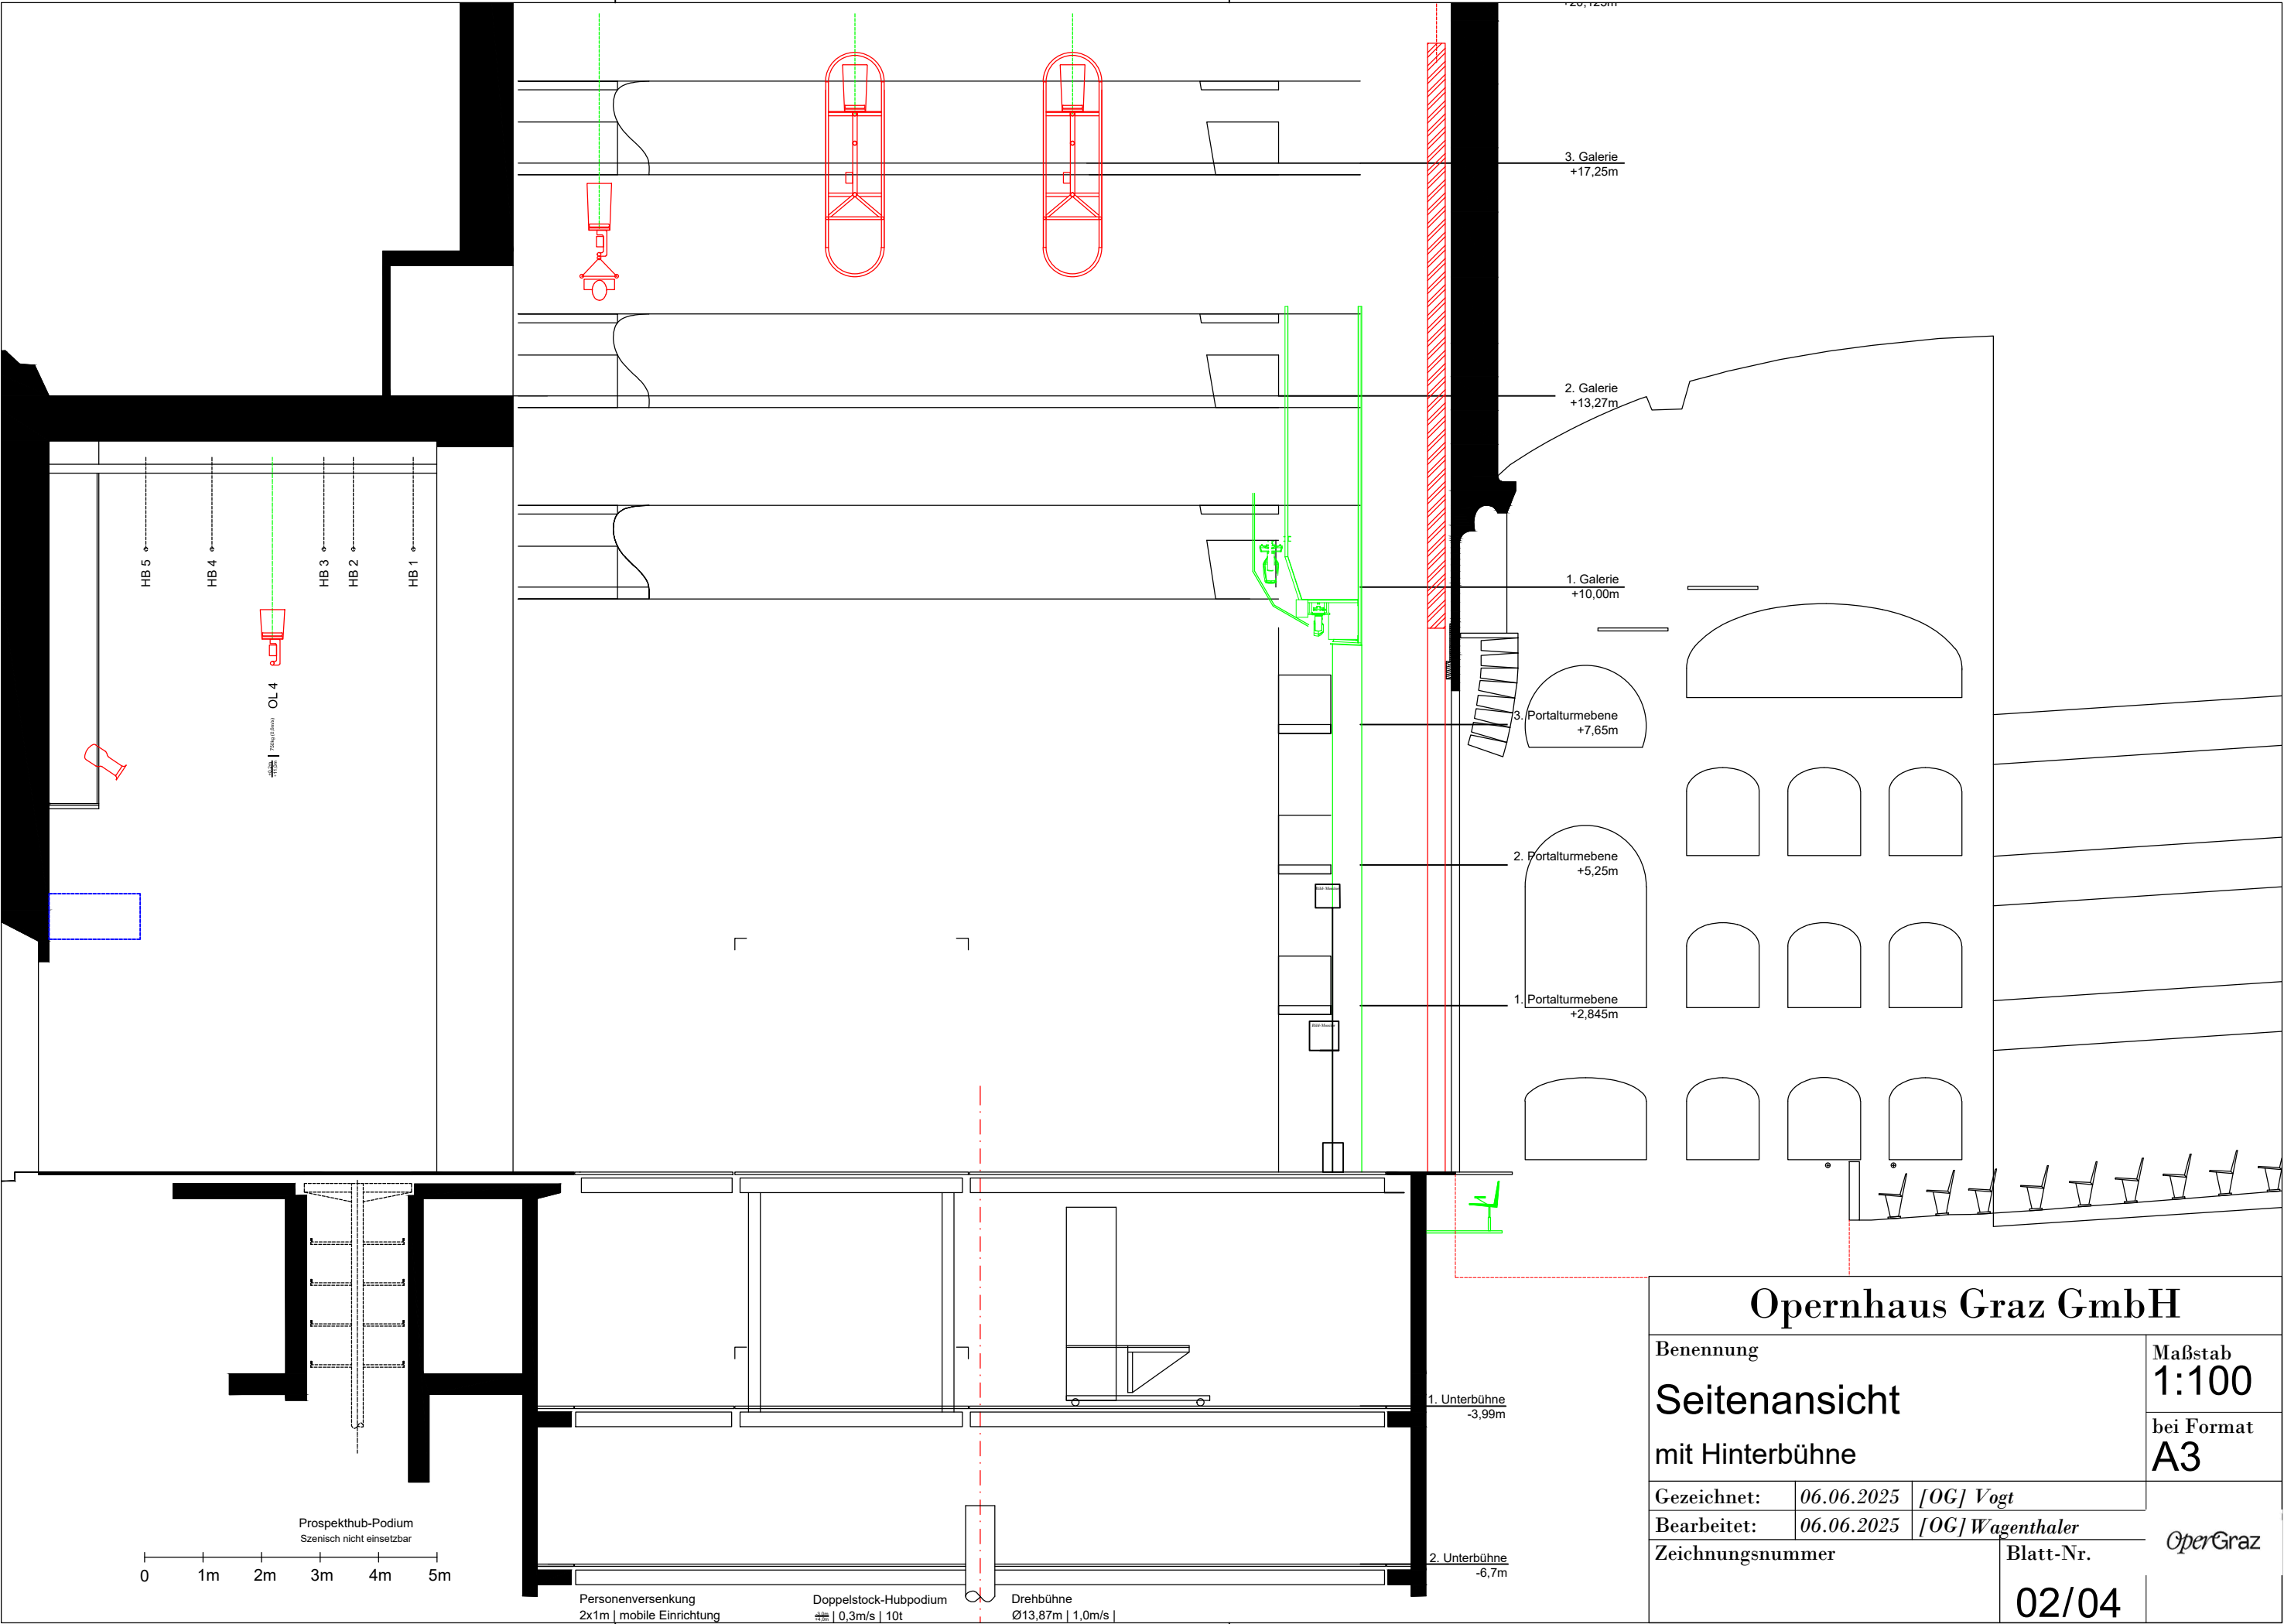 3. Galerie
+17,25m
2. Galerie
+13,27m
HB 5
HB 4
HB 3
HB 2
HB 1
1. Galerie
+10,00m
OL 4
3. Portalturmebene
+7,65m
2. Portalturmebene
+5,25m
1. Portalturmebene
+2,845m
1. Unterbühne
-3,99m
2. Unterbühne
-6,7m
Prospekthub-Podium
Szenisch nicht einsetzbar
0 1m 2m 3m 4m 5m
Personenversenkung
2x1m | mobile Einrichtung
Doppelstock-Hubpodium
| 0,3m/s | 10t
Drehbühne
Ø13,87m | 1,0m/s |
Opernhaus Graz GmbH
Benennung
Seitenansicht
mit Hinterbühne
Maßstab
1:100
bei Format
A3
Gezeichnet: 06.06.2025 [OG] Vogt
Bearbeitet: 06.06.2025 [OG] Wagenthaler
Zeichnungsnummer
Blatt-Nr.
02/04
OperGraz